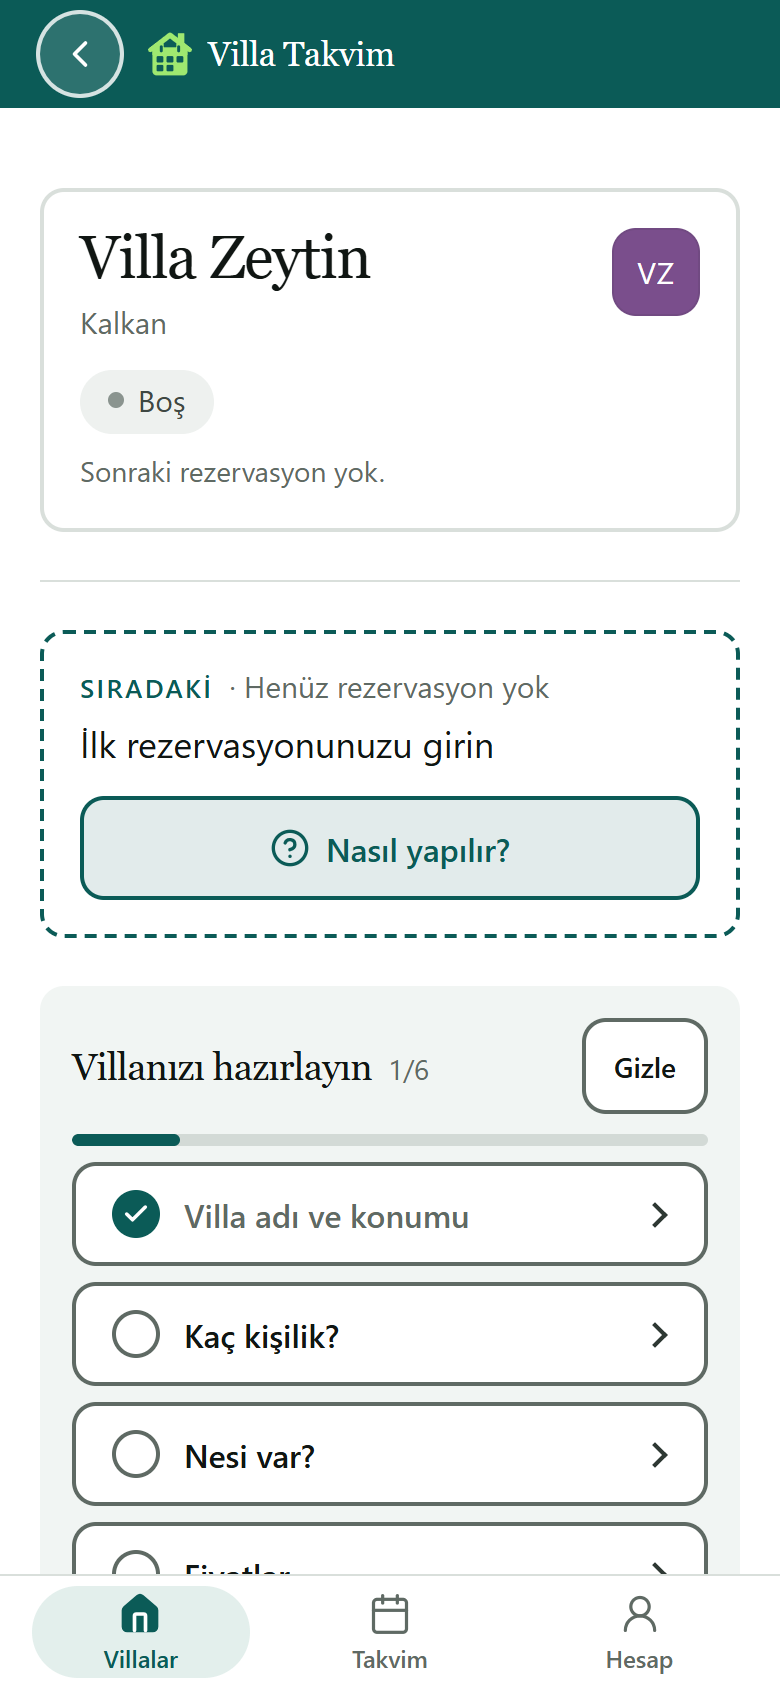 Villa Takvim
Villa Zeytin
VZ
Kalkan
Boş
Sonraki rezervasyon yok.
SIRADAKİ · Henüz rezervasyon yok
İlk rezervasyonunuzu girin
Nasıl yapılır?
Villanızı hazırlayın 1/6
Gizle
Villa adı ve konumu
Kaç kişilik?
Nesi var?
Fiyatlar
Villalar
Takvim
Hesap